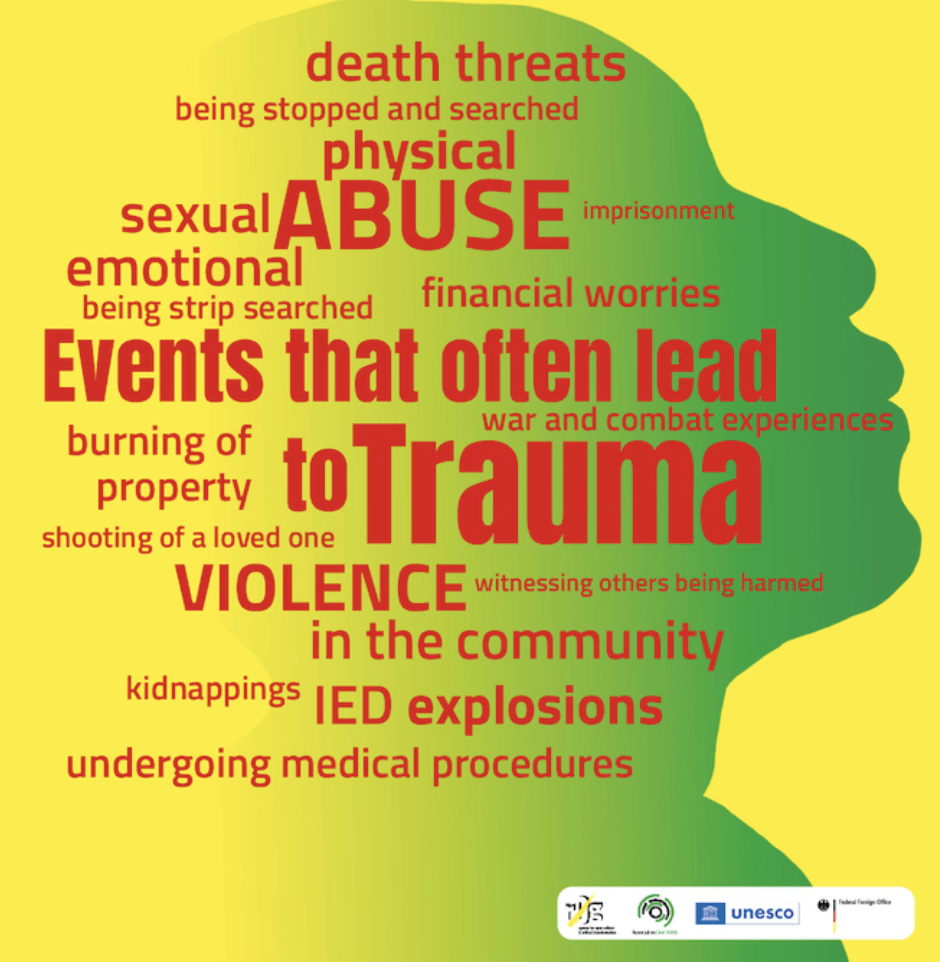 death threats
being stopped and searched
physical
sexual ABUSE imprisonment
emotional
financial worries
being strip searched
Events that often lead
war and combat experiences
burning of
property
to Trauma
shooting of a loved one
VIOLENCE witnessing others being harmed
in the community
kidnappings
IED explosions
undergoing medical procedures
unesco
Federal Foreign Office